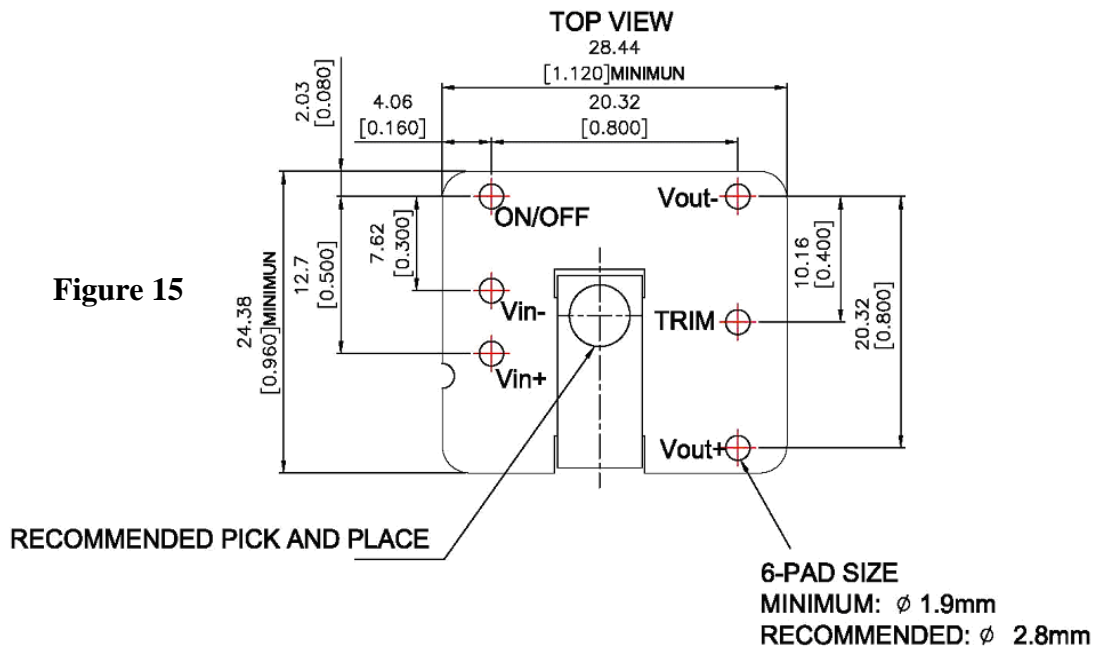 TOP VIEW
28.44
[1.120]MINIMUN
2.03
[0.080]
4.06
[0.160]
20.32
[0.800]
ON/OFF
Vout-
7.62
[0.300]
12.7
[0.500]
24.38
[0.960]MINIMUN
Figure 15
Vin-
Vin+
TRIM
10.16
[0.400]
20.32
[0.800]
Vout+
RECOMMENDED PICK AND PLACE
6-PAD SIZE
MINIMUM: ϕ 1.9mm
RECOMMENDED: ϕ 2.8mm